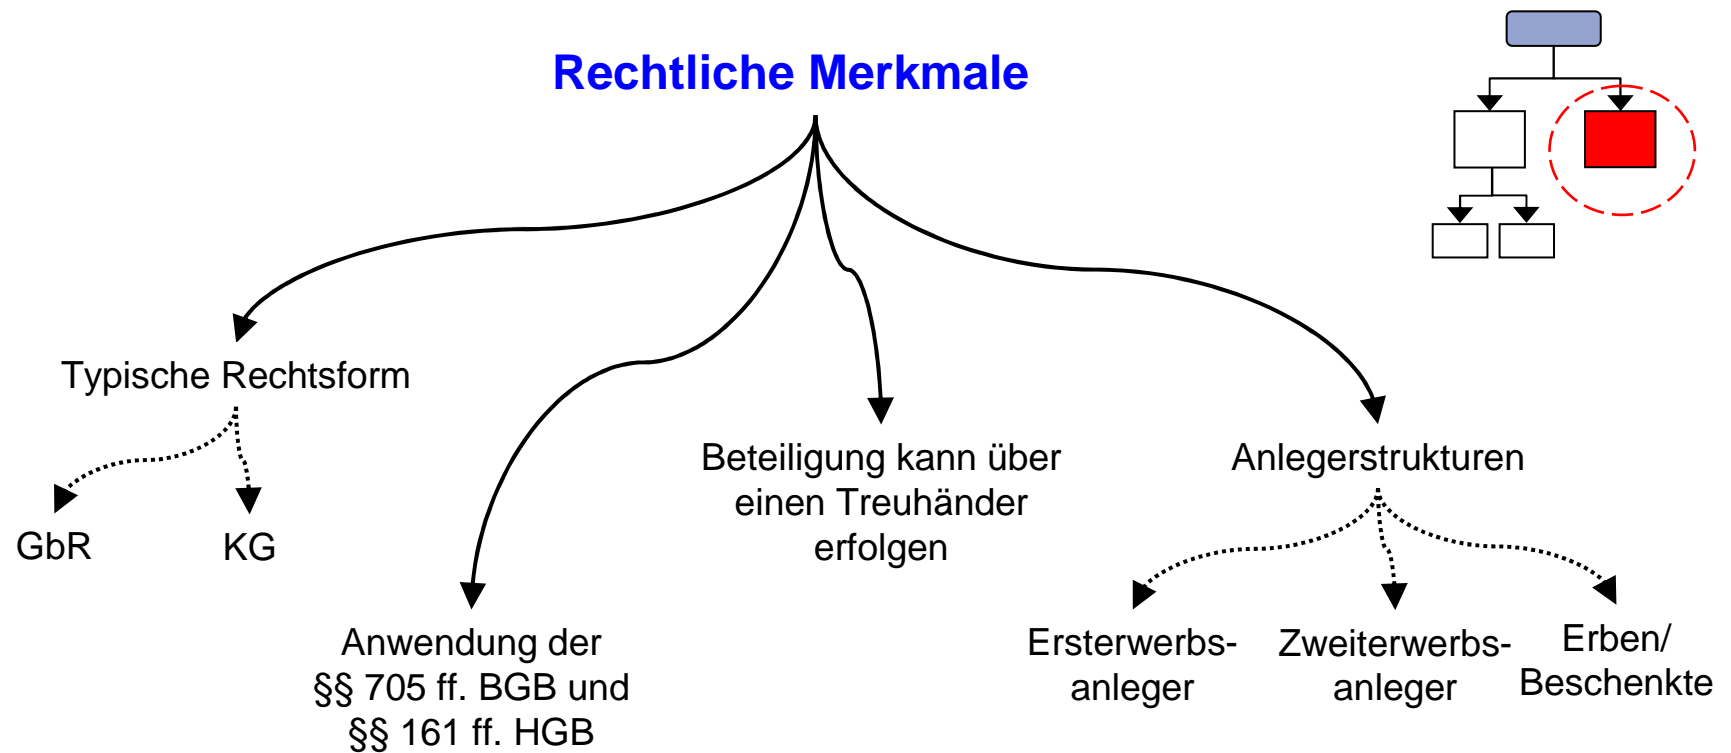 Rechtliche Merkmale
Typische Rechtsform
GbR
KG
Anwendung der
§§ 705 ff. BGB und
§§ 161 ff. HGB
Beteiligung kann über
einen Treuhänder
erfolgen
Anlegerstrukturen
Ersterwerbs-
anleger
Zweiterwerbs-
anleger
Erben/
Beschenkte